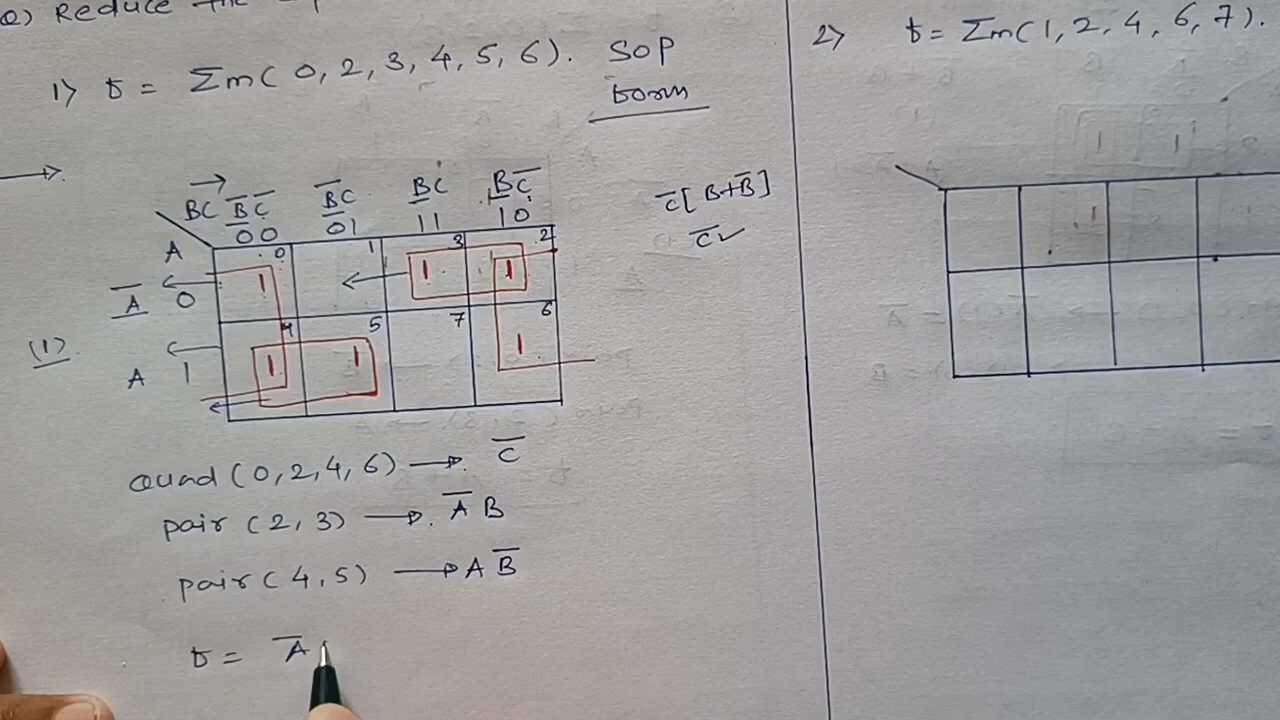 Q) Reduce the
1) f = Σm( 0, 2, 3, 4, 5, 6). SOP
form
BC B̅C̅ B̅C BC BC̅
00 01 11 10
A 0 1 3 2
A̅ 0 1 1 1
4 5 7 6
(1). A 1 1 1 1
C̅[B+B̅]
C̅✓
Quad (0, 2, 4, 6) → C̅
pair (2, 3) → A̅ B
pair (4, 5) → A B̅
f = A̅
2) f = Σm( 1, 2, 4, 6, 7).